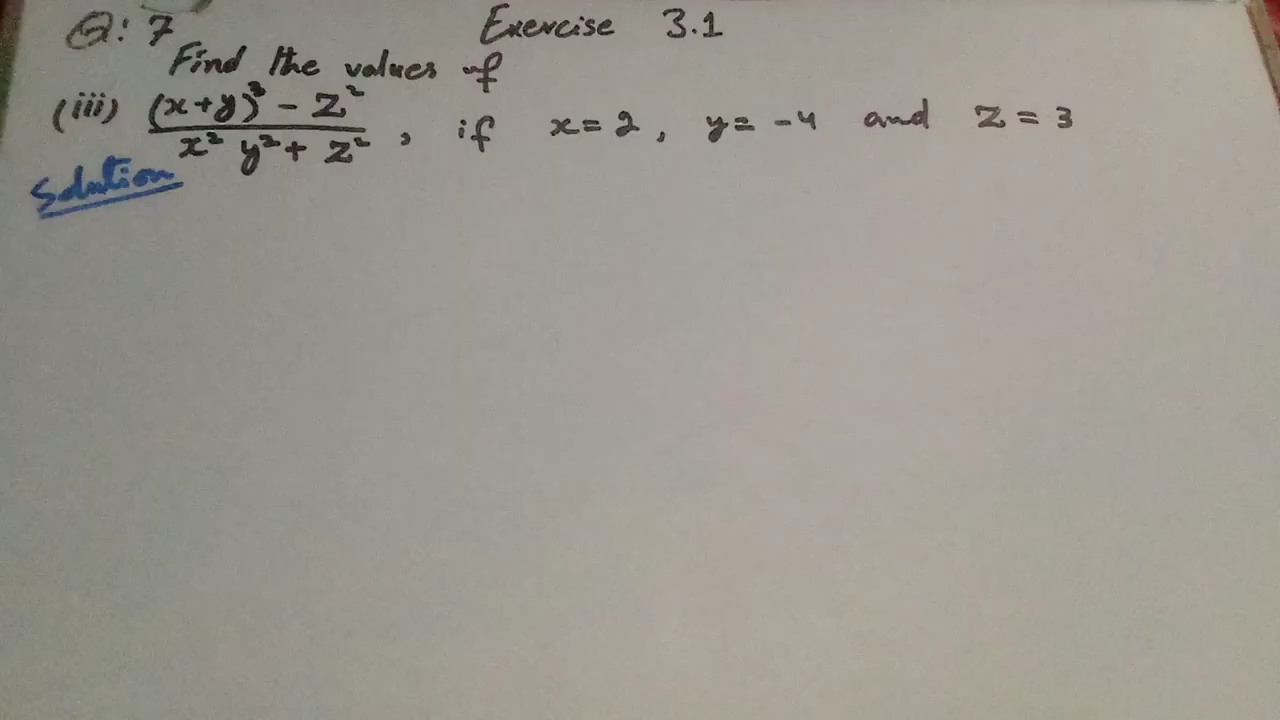 Q: 7 Exercise 3.1
Find the values of
(iii) (x+y)³ - z² / x² y² + z² , if x = 2 , y = -4 and z = 3
Solution